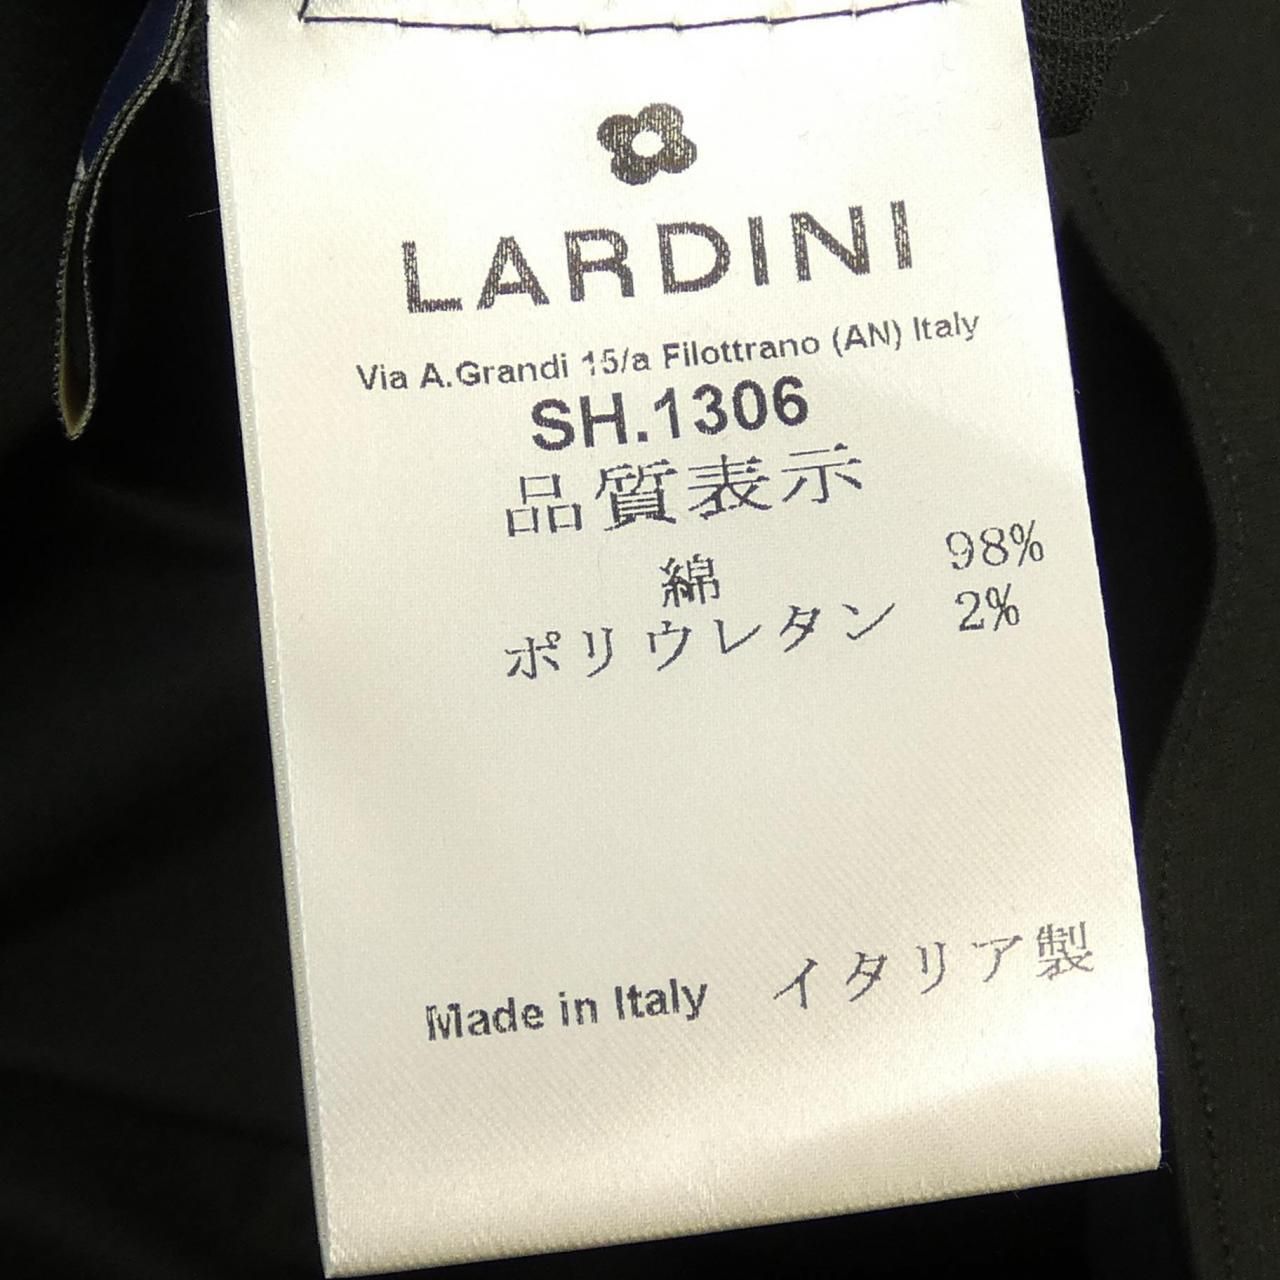 LARDINI
Via A.Grandi 15/a Filottrano (AN) Italy
SH.1306
品質表示
綿 98%
ポリウレタン 2%
Made in Italy イタリア製